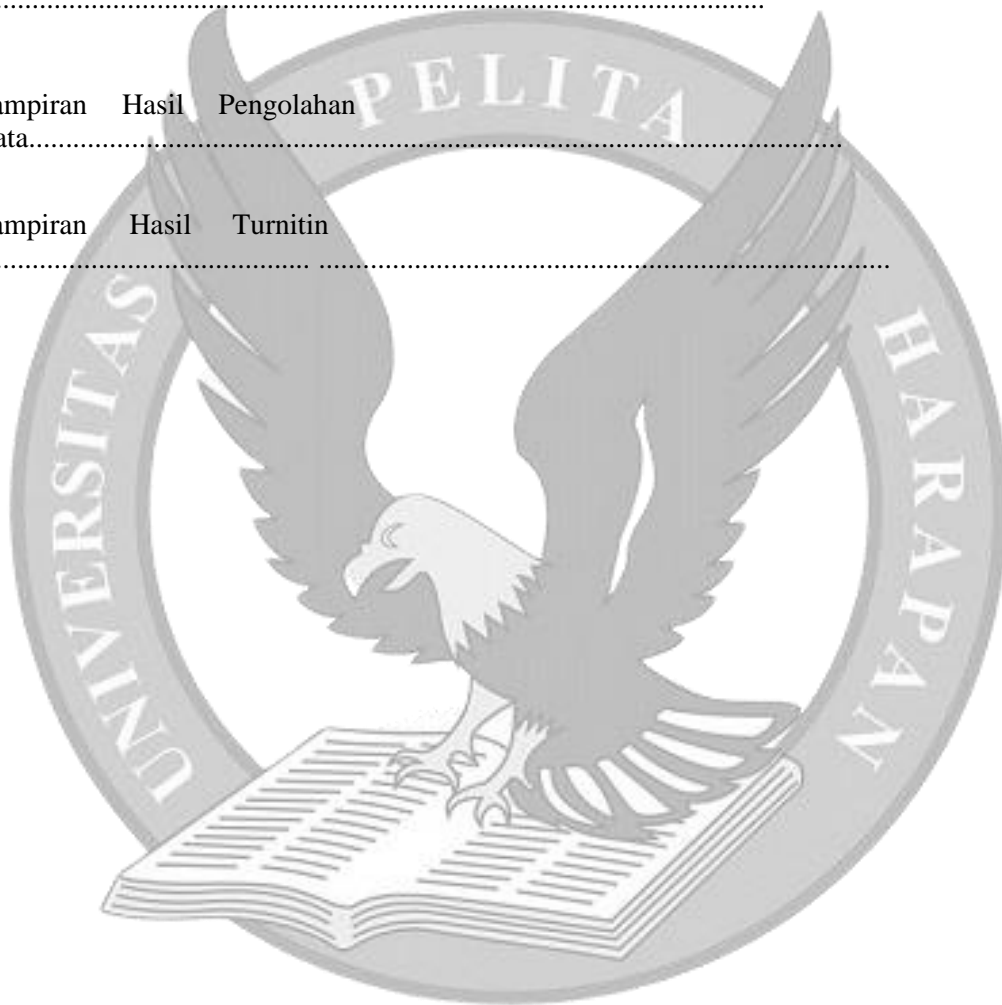 ................................................................................................
ampiran Hasil Pengolahan
ata..............................................................................................................
ampiran Hasil Turnitin
.......................................... ..............................................................................
UNIVERSITAS PELITA HARAPAN